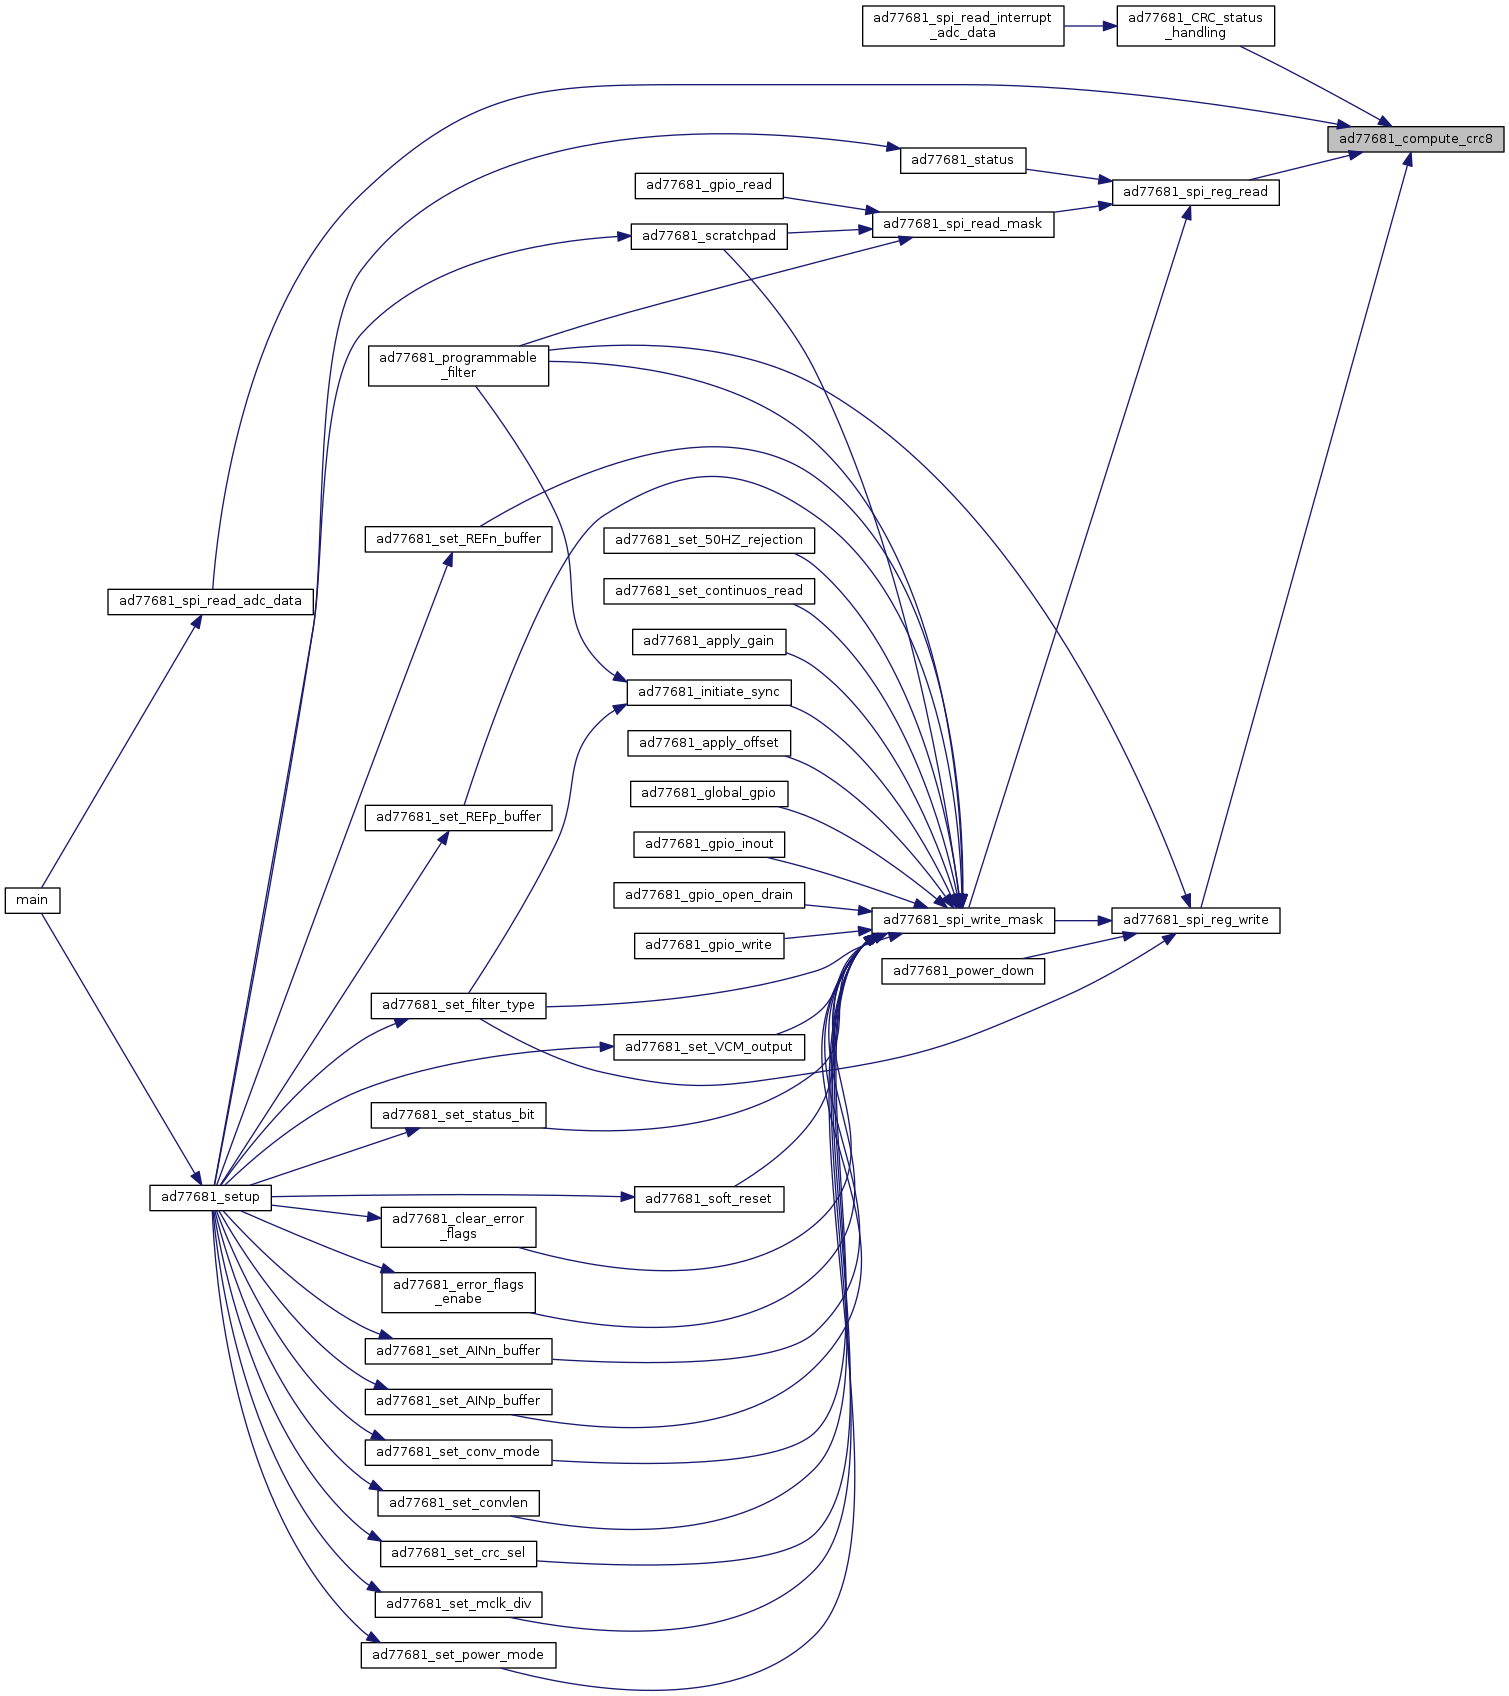 ad77681_spi_read_interrupt
_adc_data
ad77681_CRC_status
_handling
ad77681_compute_crc8
ad77681_status
ad77681_gpio_read
ad77681_spi_reg_read
ad77681_spi_read_mask
ad77681_scratchpad
ad77681_programmable
_filter
ad77681_set_REFn_buffer
ad77681_set_50HZ_rejection
ad77681_set_continuos_read
ad77681_spi_read_adc_data
ad77681_apply_gain
ad77681_initiate_sync
ad77681_apply_offset
ad77681_global_gpio
ad77681_set_REFp_buffer
ad77681_gpio_inout
main
ad77681_gpio_open_drain
ad77681_spi_write_mask
ad77681_spi_reg_write
ad77681_gpio_write
ad77681_power_down
ad77681_set_filter_type
ad77681_set_VCM_output
ad77681_set_status_bit
ad77681_setup
ad77681_soft_reset
ad77681_clear_error
_flags
ad77681_error_flags
_enabe
ad77681_set_AINn_buffer
ad77681_set_AINp_buffer
ad77681_set_conv_mode
ad77681_set_convlen
ad77681_set_crc_sel
ad77681_set_mclk_div
ad77681_set_power_mode